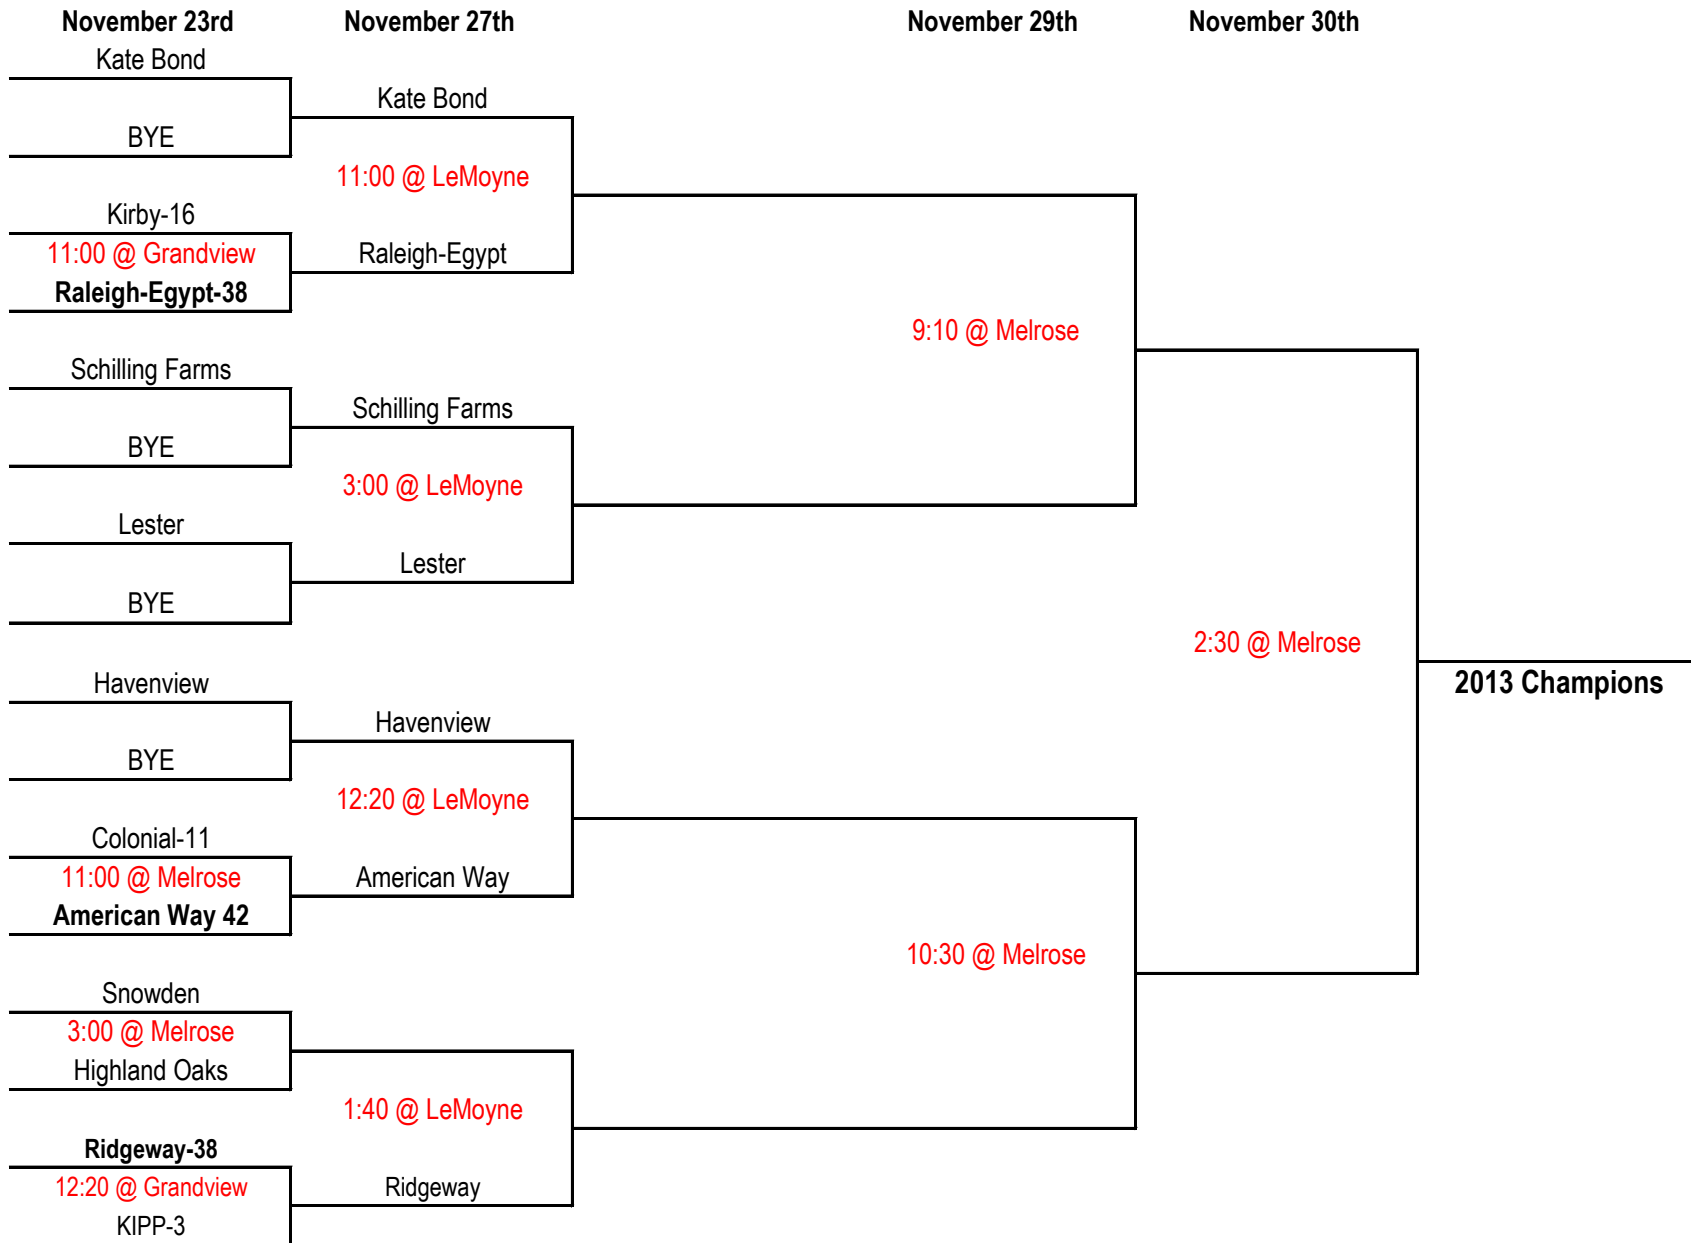 November 23rd
November 27th
November 29th
November 30th
Kate Bond
Kate Bond
BYE
11:00 @ LeMoyne
Kirby-16
11:00 @ Grandview
Raleigh-Egypt
Raleigh-Egypt-38
9:10 @ Melrose
Schilling Farms
Schilling Farms
BYE
3:00 @ LeMoyne
Lester
Lester
BYE
2:30 @ Melrose
Havenview
2013 Champions
Havenview
BYE
12:20 @ LeMoyne
Colonial-11
11:00 @ Melrose
American Way
American Way 42
10:30 @ Melrose
Snowden
3:00 @ Melrose
Highland Oaks
1:40 @ LeMoyne
Ridgeway-38
12:20 @ Grandview
Ridgeway
KIPP-3